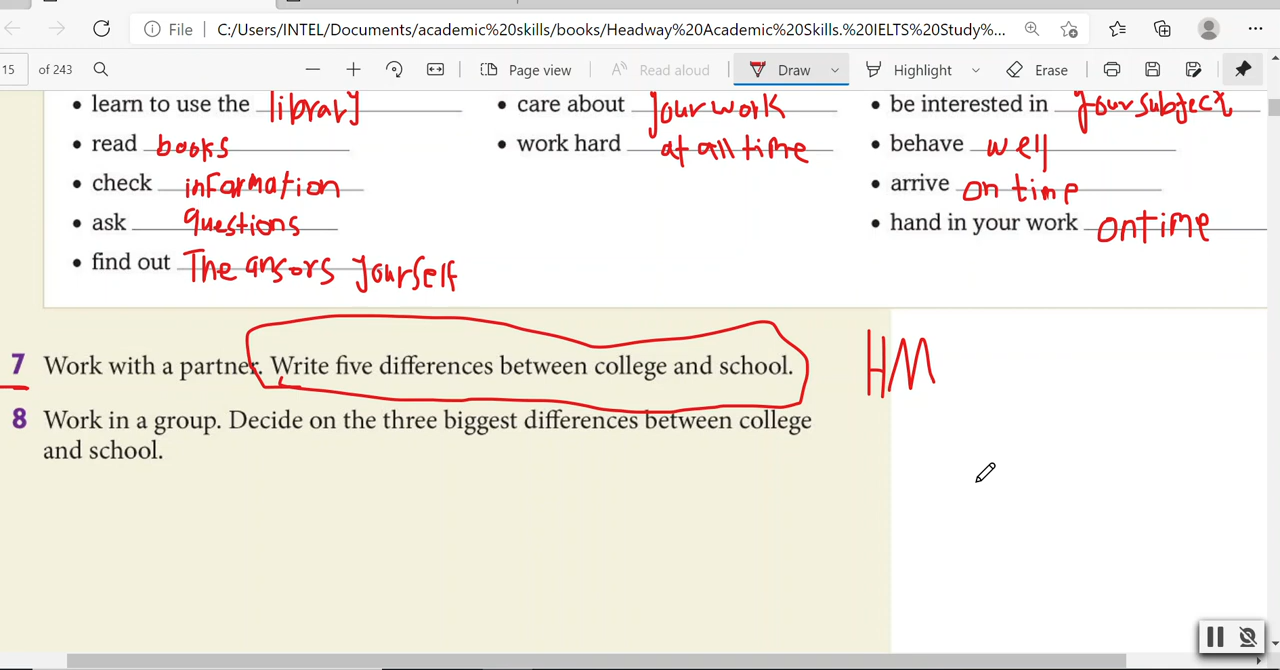 File C:/Users/INTEL/Documents/academic%20skills/books/Headway%20Academic%20Skills.%20IELTS%20Study%...
15 of 243 Page view Read aloud Draw Highlight Erase
• learn to use the library
• read books
• check information
• ask questions
• find out The ansors yourself
• care about your work
• work hard at all time
• be interested in your subject
• behave well
• arrive on time
• hand in your work on time
7 Work with a partner. Write five differences between college and school.
HM
8 Work in a group. Decide on the three biggest differences between college
and school.